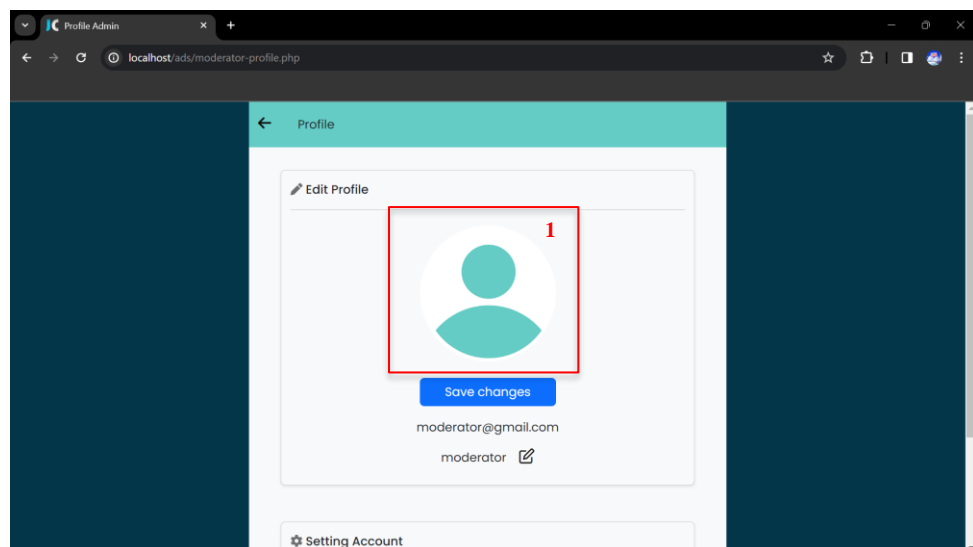 Profile Admin
localhost/ads/moderator-profile.php
Profile
Edit Profile
1
Save changes
moderator@gmail.com
moderator
Setting Account